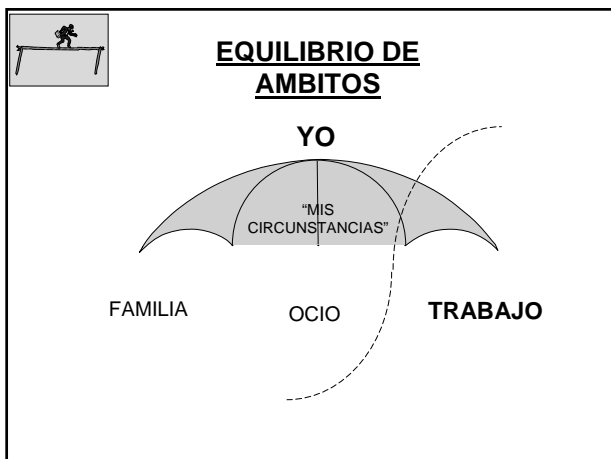 EQUILIBRIO DE
AMBITOS
YO
“MIS
CIRCUNSTANCIAS”
FAMILIA
OCIO
TRABAJO